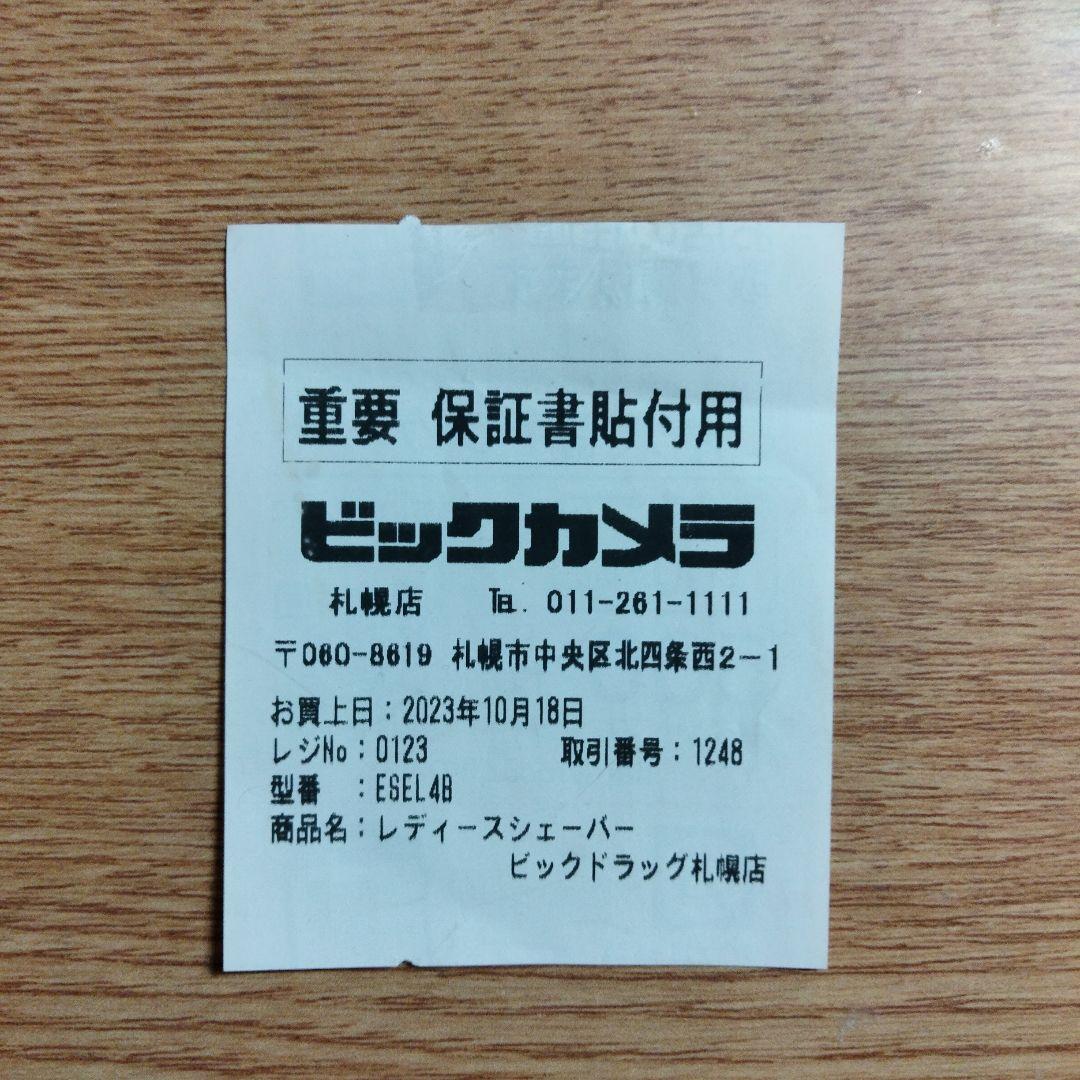 重要 保証書貼付用
ビックカメラ
札幌店 TEL. 011-261-1111
〒060-8619 札幌市中央区北四条西2-1
お買上日：2023年10月18日
レジNo：0123 取引番号：1248
型番 ：ESEL4B
商品名：レディースシェーバー
ビックドラッグ札幌店